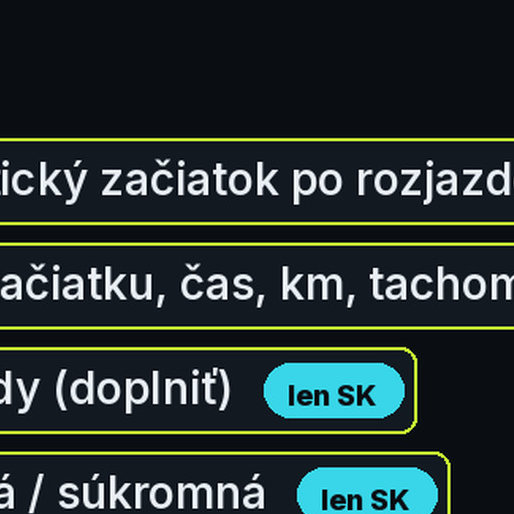 ický začiatok po rozjazd
ačiatku, čas, km, tachom
dy (doplniť) len SK
á / súkromná len SK